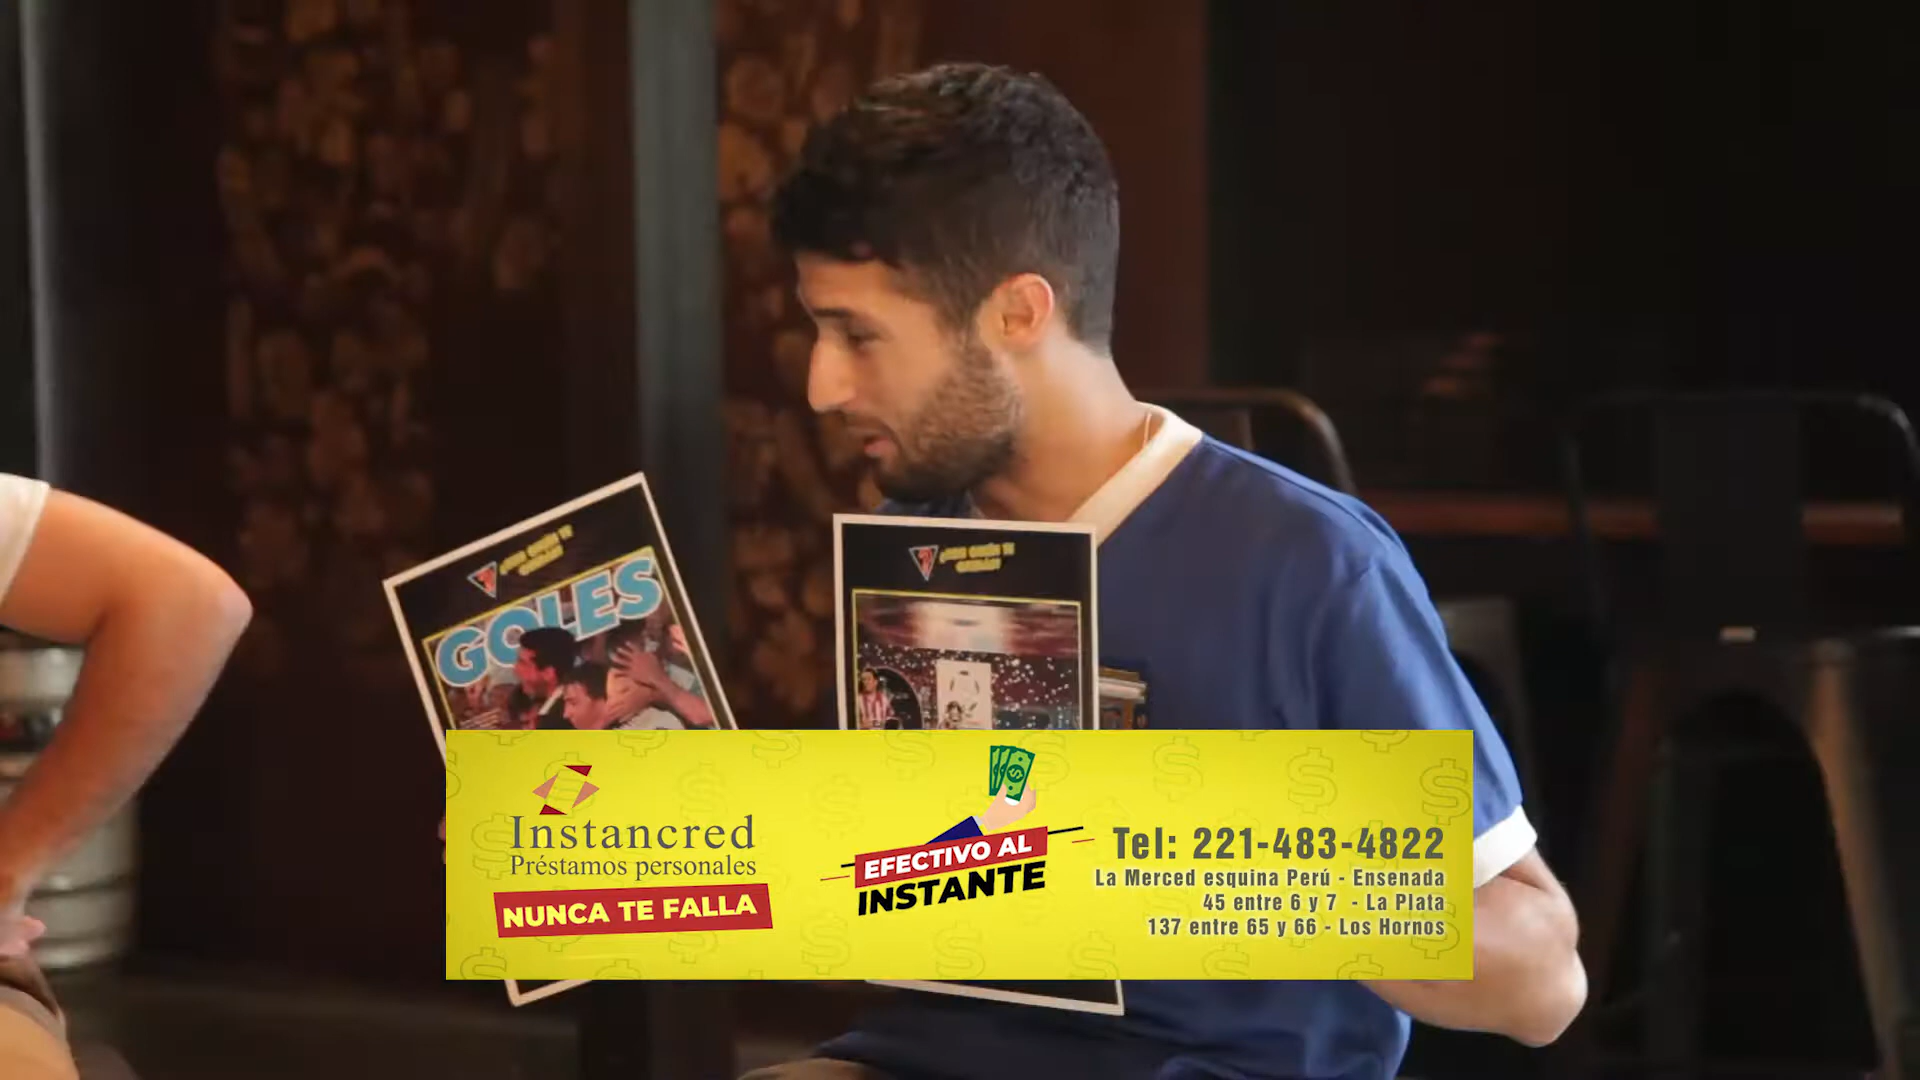 GOLES
Instancred
Préstamos personales
NUNCA TE FALLA
EFECTIVO AL
INSTANTE
Tel: 221-483-4822
La Merced esquina Perú - Ensenada
45 entre 6 y 7 - La Plata
137 entre 65 y 66 - Los Hornos